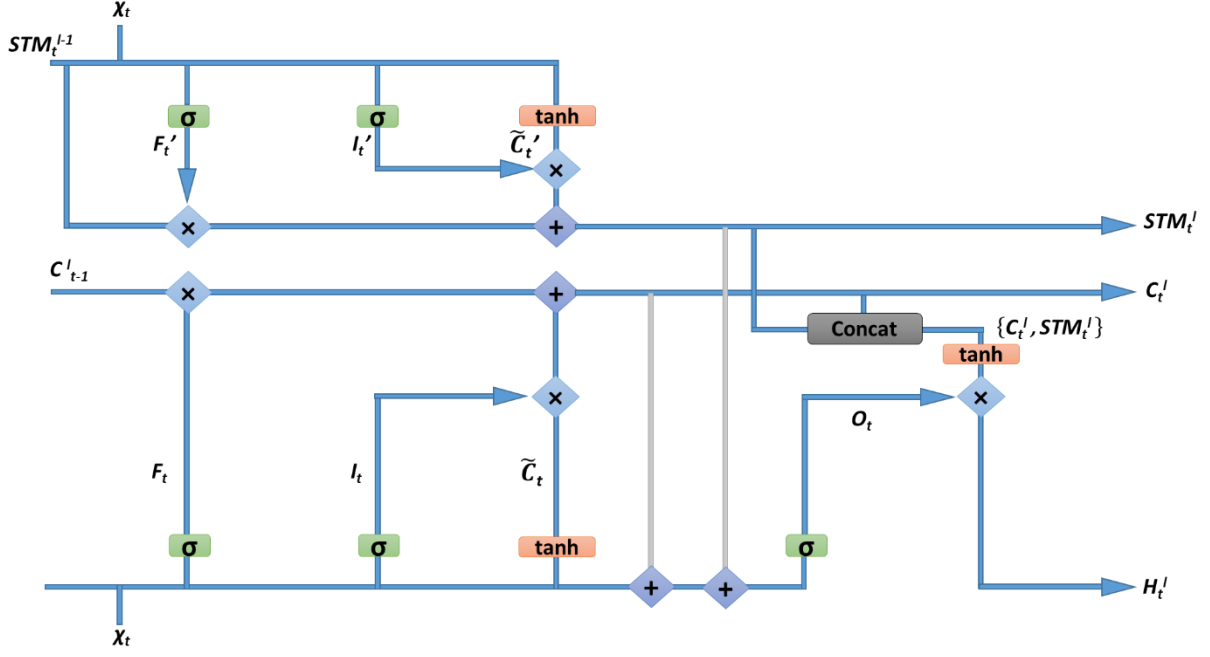 χₜ
STMₜˡ⁻¹
σ
σ
tanh
Fₜ′
Iₜ′
C̃ₜ′
×
×
+
STMₜˡ
Cˡₜ₋₁
×
+
Cₜˡ
Concat
{Cₜˡ, STMₜˡ}
tanh
×
×
Oₜ
Fₜ
Iₜ
C̃ₜ
σ
σ
tanh
σ
+
+
Hₜˡ
χₜ